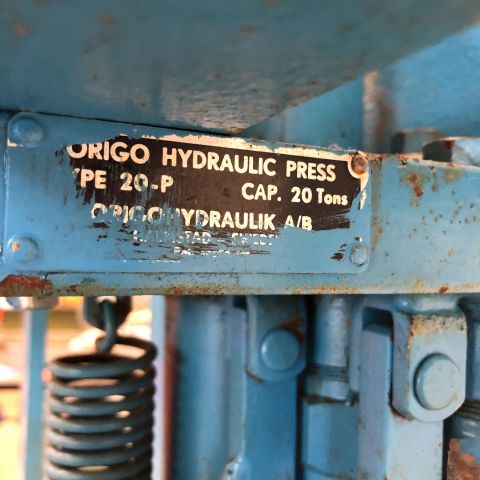 ORIGO HYDRAULIC PRESS
YPE 20-P CAP. 20 Tons
ORIGO HYDRAULIK A/B